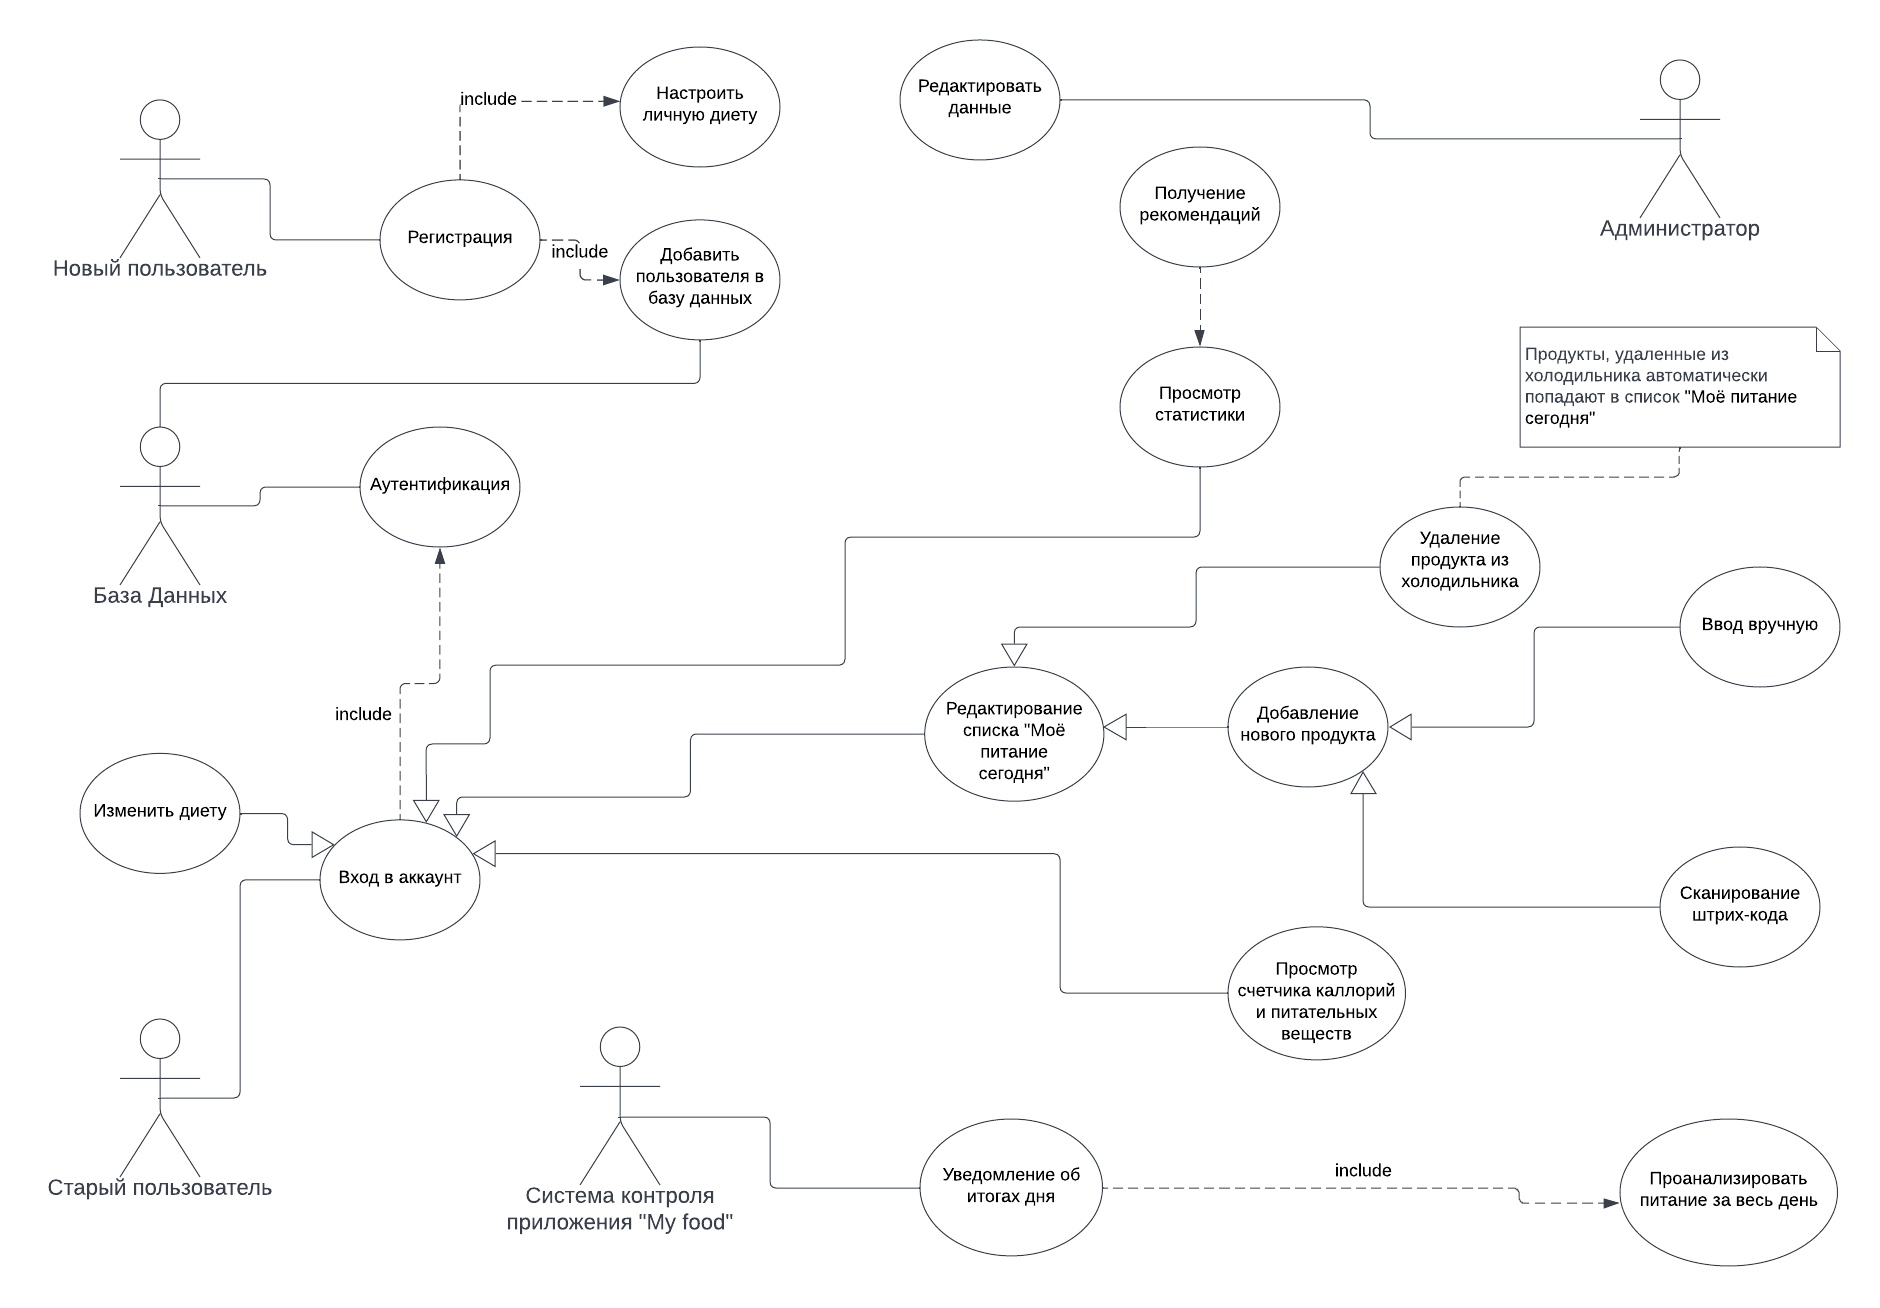 include
Настроить
личную диету
Редактировать
данные
Получение
рекомендаций
Администратор
Новый пользователь
Регистрация
include
Добавить
пользователя в
базу данных
Просмотр
статистики
Продукты, удаленные из
холодильника автоматически
попадают в список "Моё питание
сегодня"
Аутентификация
База Данных
Удаление
продукта из
холодильника
Ввод вручную
include
Редактирование
списка "Моё
питание
сегодня"
Добавление
нового продукта
Изменить диету
Вход в аккаунт
Сканирование
штрих-кода
Просмотр
счетчика каллорий
и питательных
веществ
Старый пользователь
Система контроля
приложения "My food"
Уведомление об
итогах дня
include
Проанализировать
питание за весь день